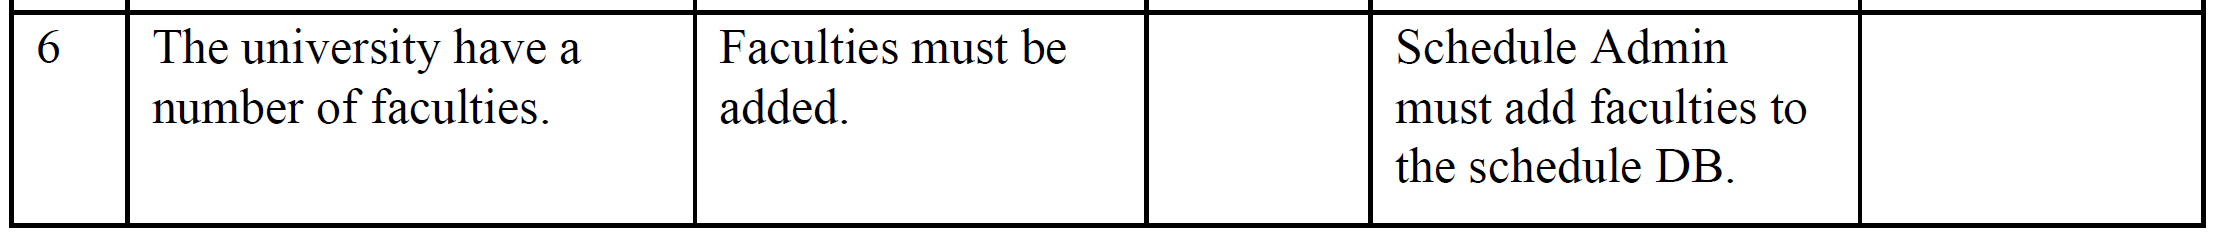 6
The university have a
number of faculties.
Faculties must be
added.
Schedule Admin
must add faculties to
the schedule DB.